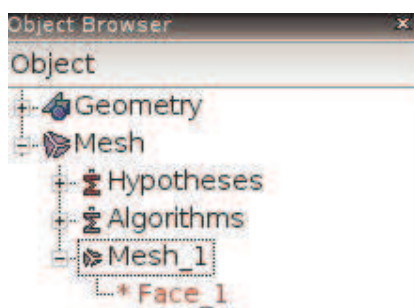 Object Browser
Object
Geometry
Mesh
Hypotheses
Algorithms
Mesh_1
* Face_1